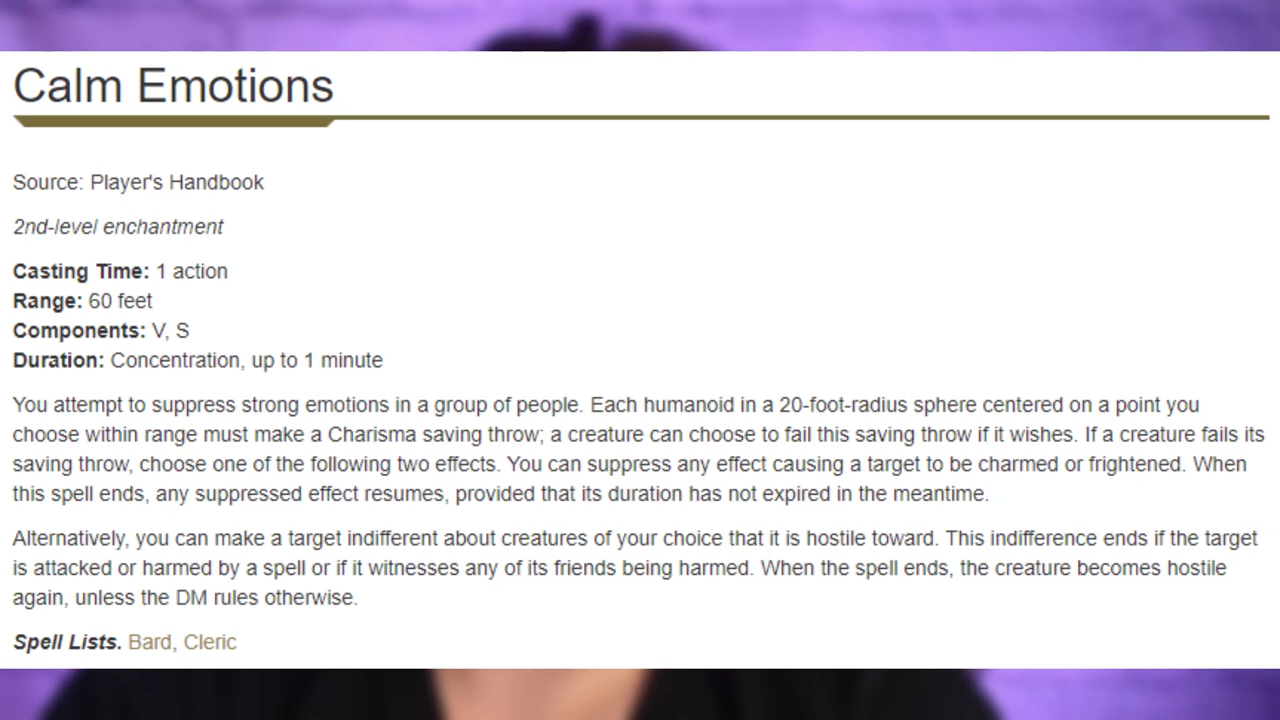 Calm Emotions
Source: Player's Handbook
2nd-level enchantment
Casting Time: 1 action
Range: 60 feet
Components: V, S
Duration: Concentration, up to 1 minute
You attempt to suppress strong emotions in a group of people. Each humanoid in a 20-foot-radius sphere centered on a point you
choose within range must make a Charisma saving throw; a creature can choose to fail this saving throw if it wishes. If a creature fails its
saving throw, choose one of the following two effects. You can suppress any effect causing a target to be charmed or frightened. When
this spell ends, any suppressed effect resumes, provided that its duration has not expired in the meantime.
Alternatively, you can make a target indifferent about creatures of your choice that it is hostile toward. This indifference ends if the target
is attacked or harmed by a spell or if it witnesses any of its friends being harmed. When the spell ends, the creature becomes hostile
again, unless the DM rules otherwise.
Spell Lists. Bard, Cleric